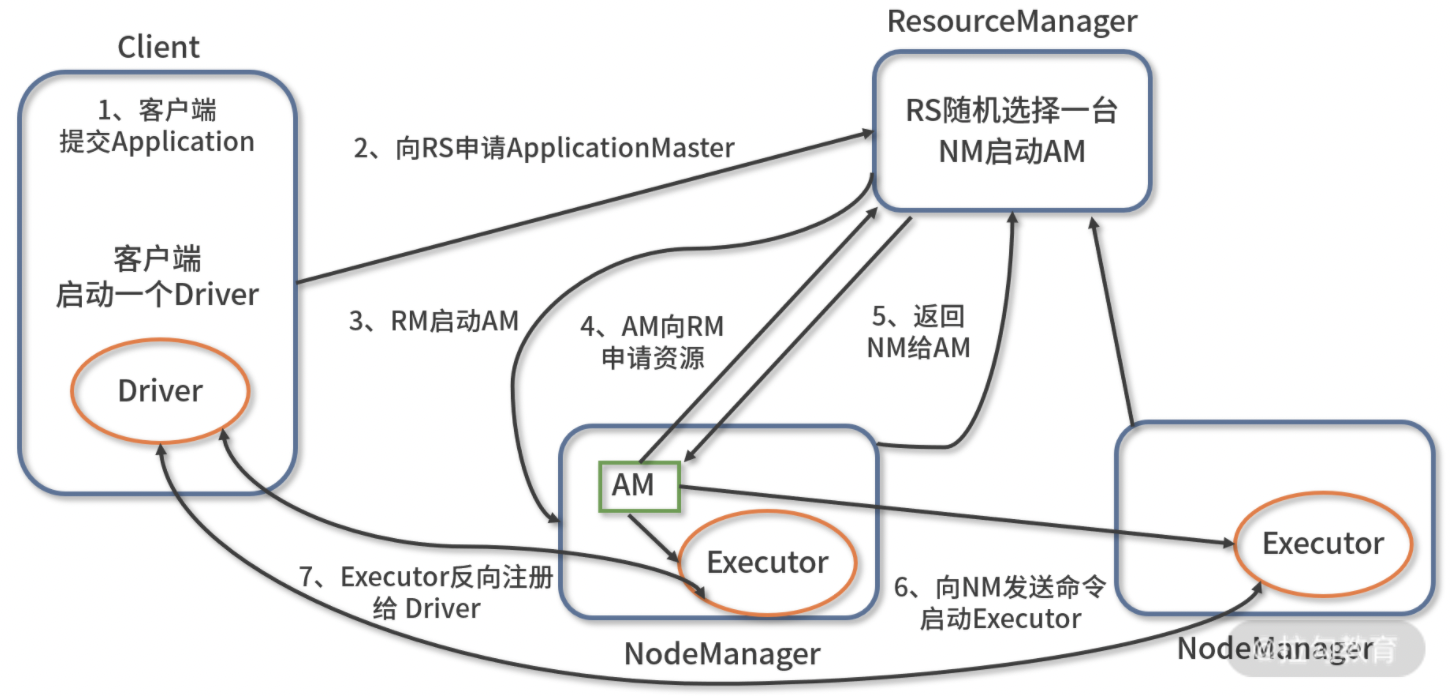 Client
1、客户端
提交Application
客户端
启动一个Driver
Driver
2、向RS申请ApplicationMaster
ResourceManager
RS随机选择一台
NM启动AM
3、RM启动AM
4、AM向RM
申请资源
5、返回
NM给AM
AM
Executor
NodeManager
6、向NM发送命令
启动Executor
Executor
NodeManager
7、Executor反向注册
给 Driver
@拉勾教育